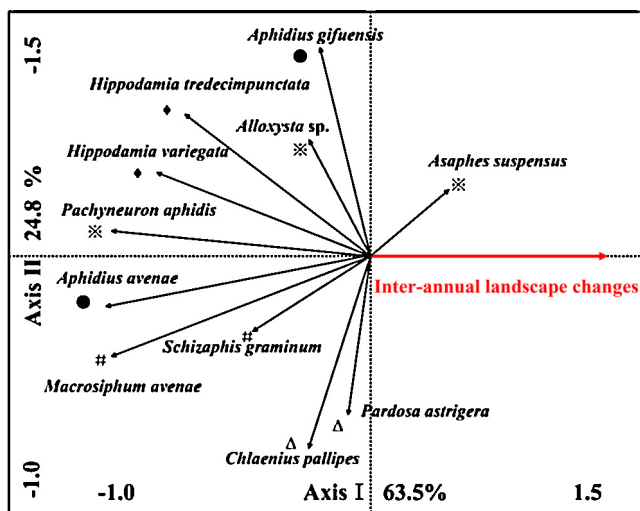 -1.5
Aphidius gifuensis
Hippodamia tredecimpunctata
Alloxysta sp.
Hippodamia variegata
Asaphes suspensus
Pachyneuron aphidis
Axis II 24.8 %
Aphidius avenae
Inter-annual landscape changes
Schizaphis graminum
#
#
Macrosiphum avenae
Pardosa astrigera
Δ
Δ
Chlaenius pallipes
-1.0
-1.0
Axis I 63.5%
1.5